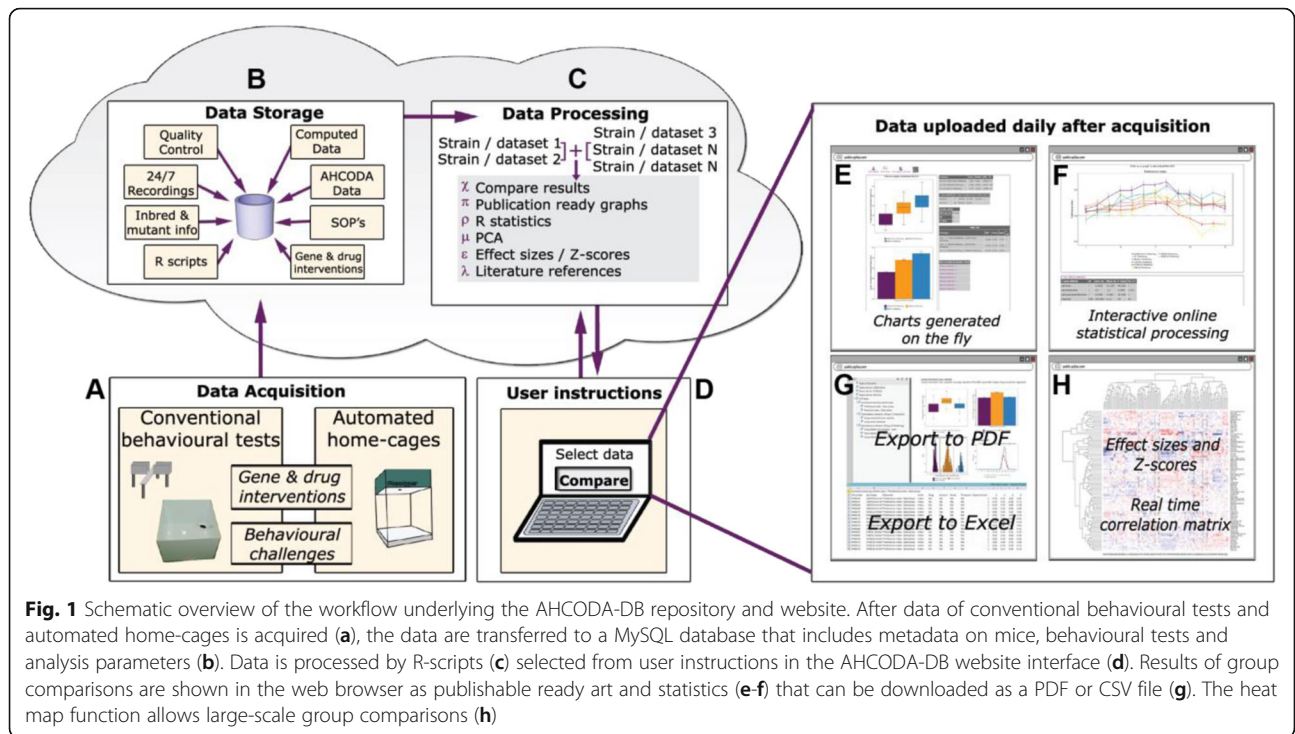 B
Data Storage
Quality
Control
Computed
Data
24/7
Recordings
AHCODA
Data
Inbred &
mutant info
SOP's
R scripts
Gene & drug
interventions
C
Data Processing
Strain / dataset 1
Strain / dataset 2
]+[
Strain / dataset 3
Strain / dataset N
Strain / dataset N
χ Compare results
π Publication ready graphs
ρ R statistics
μ PCA
ε Effect sizes / Z-scores
λ Literature references
A
Data Acquisition
Conventional
behavioural tests
Automated
home-cages
Gene & drug
interventions
Behavioural
challenges
User instructions
D
Select data
Compare
Data uploaded daily after acquisition
E
Charts generated
on the fly
F
Interactive online
statistical processing
G
Export to PDF
Export to Excel
H
Effect sizes and
Z-scores
Real time
correlation matrix
Fig. 1 Schematic overview of the workflow underlying the AHCODA-DB repository and website. After data of conventional behavioural tests and
automated home-cages is acquired (a), the data are transferred to a MySQL database that includes metadata on mice, behavioural tests and
analysis parameters (b). Data is processed by R-scripts (c) selected from user instructions in the AHCODA-DB website interface (d). Results of group
comparisons are shown in the web browser as publishable ready art and statistics (e-f) that can be downloaded as a PDF or CSV file (g). The heat
map function allows large-scale group comparisons (h)